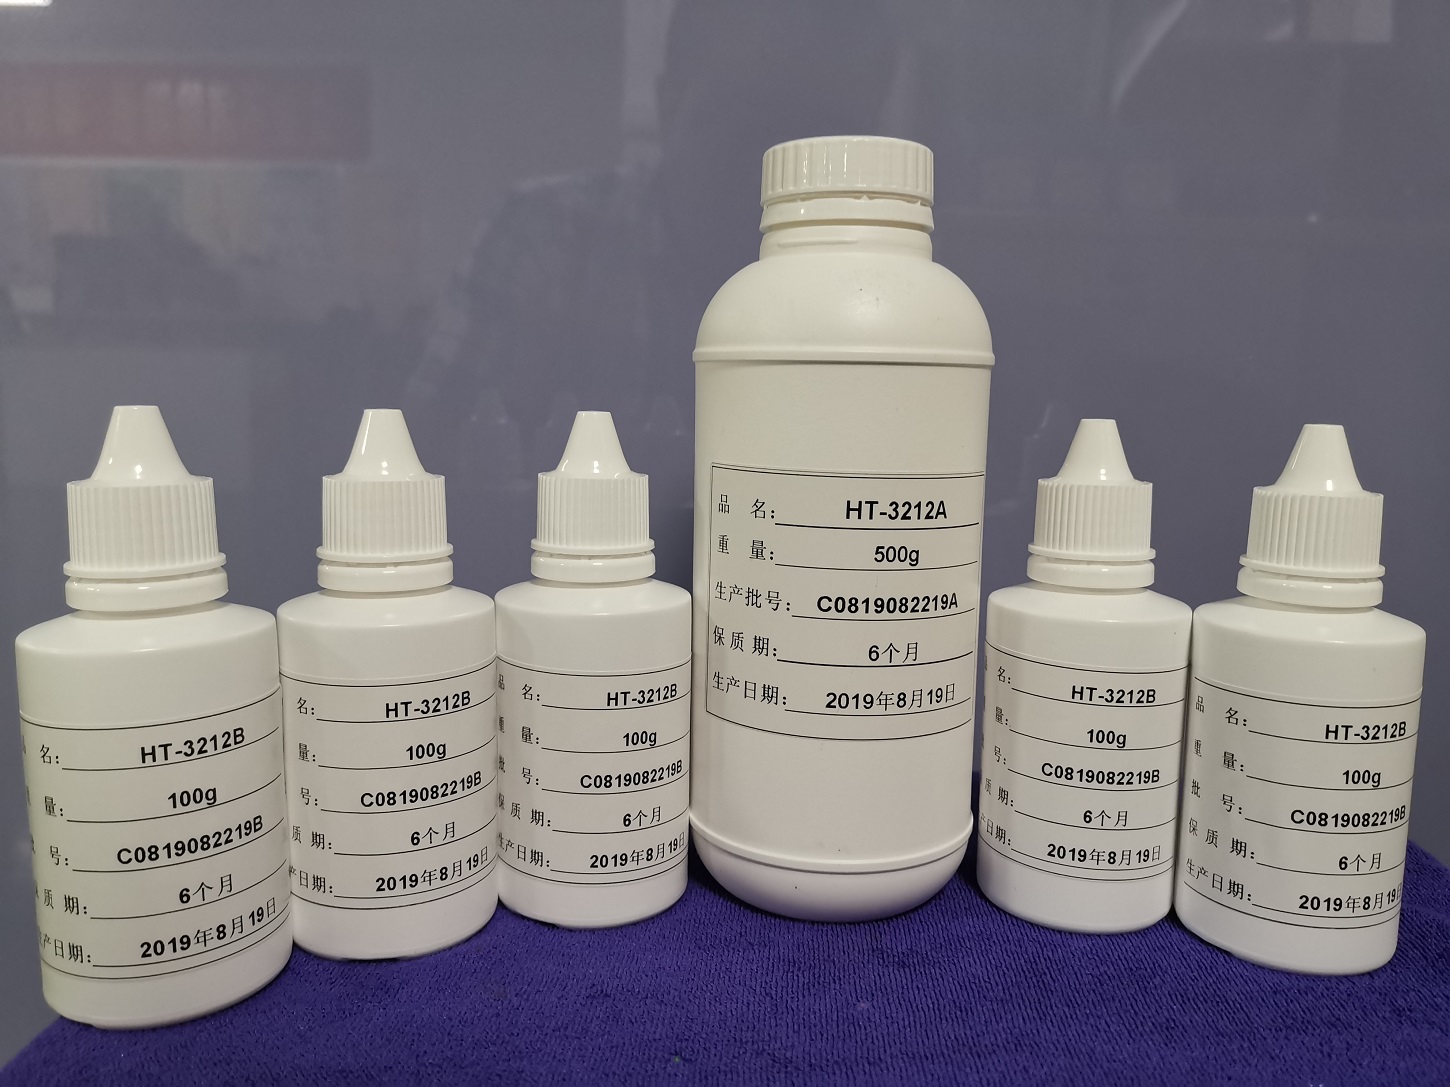 名: HT-3212B
量: 100g
号: C0819082219B
质 期: 6个月
产日期: 2019年8月19日
名: HT-3212B
量: 100g
号: C0819082219B
质 期: 6个月
产日期: 2019年8月19日
品 名: HT-3212B
重 量: 100g
批 号: C0819082219B
保 质 期: 6个月
生产日期: 2019年8月19日
品 名: HT-3212A
重 量: 500g
生产批号: C0819082219A
保 质 期: 6个月
生产日期: 2019年8月19日
名: HT-3212B
量: 100g
号: C0819082219B
质 期: 6个月
产日期: 2019年8月19日
品 名: HT-3212B
重 量: 100g
批 号: C0819082219B
保 质 期: 6个月
生产日期: 2019年8月19日